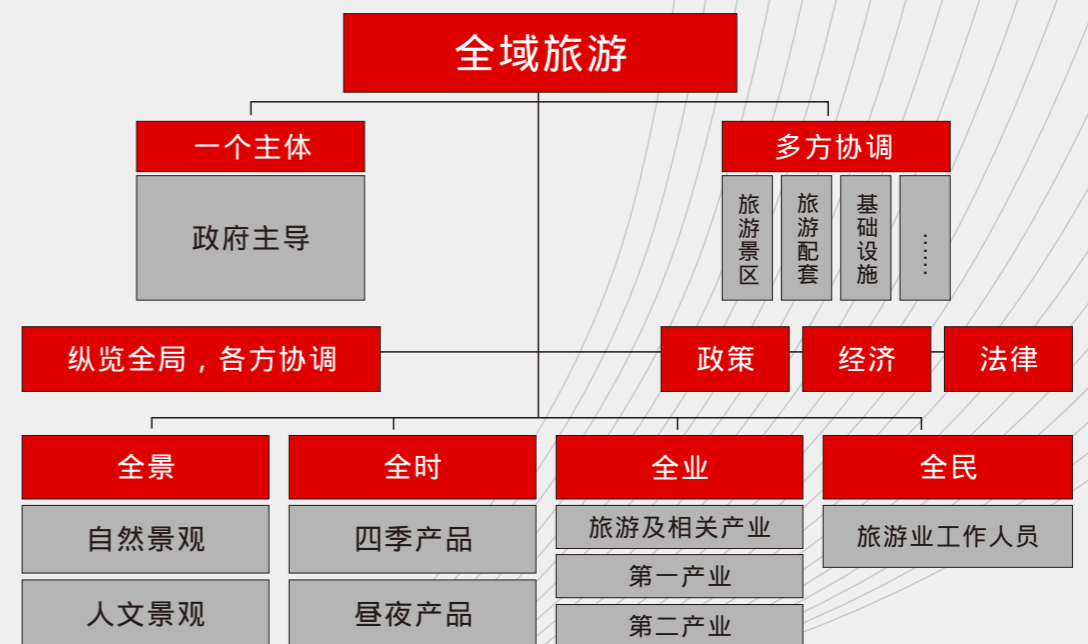 全域旅游
一个主体
多方协调
政府主导
旅游景区
旅游配套
基础设施
……
纵览全局，各方协调
政策
经济
法律
全景
全时
全业
全民
自然景观
四季产品
旅游及相关产业
旅游业工作人员
第一产业
人文景观
昼夜产品
第二产业